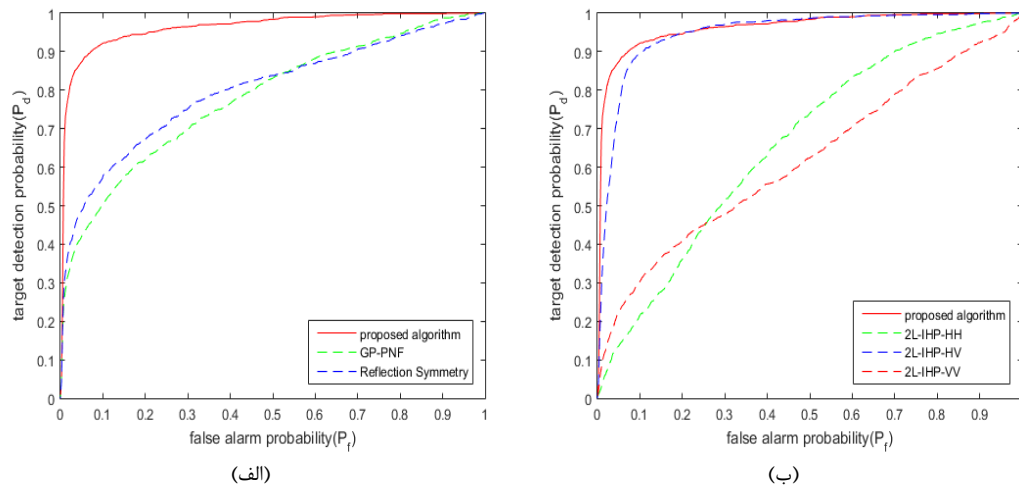 1
0.9
0.8
0.7
0.6
0.5
0.4
0.3
0.2
0.1
0
target detection probability(P_d)
proposed algorithm
GP-PNF
Reflection Symmetry
0 0.1 0.2 0.3 0.4 0.5 0.6 0.7 0.8 0.9 1
false alarm probability(P_f)
(الف)
1
0.9
0.8
0.7
0.6
0.5
0.4
0.3
0.2
0.1
0
target detection probability(P_d)
proposed algorithm
2L-IHP-HH
2L-IHP-HV
2L-IHP-VV
0 0.1 0.2 0.3 0.4 0.5 0.6 0.7 0.8 0.9
false alarm probability(P_f)
(ب)